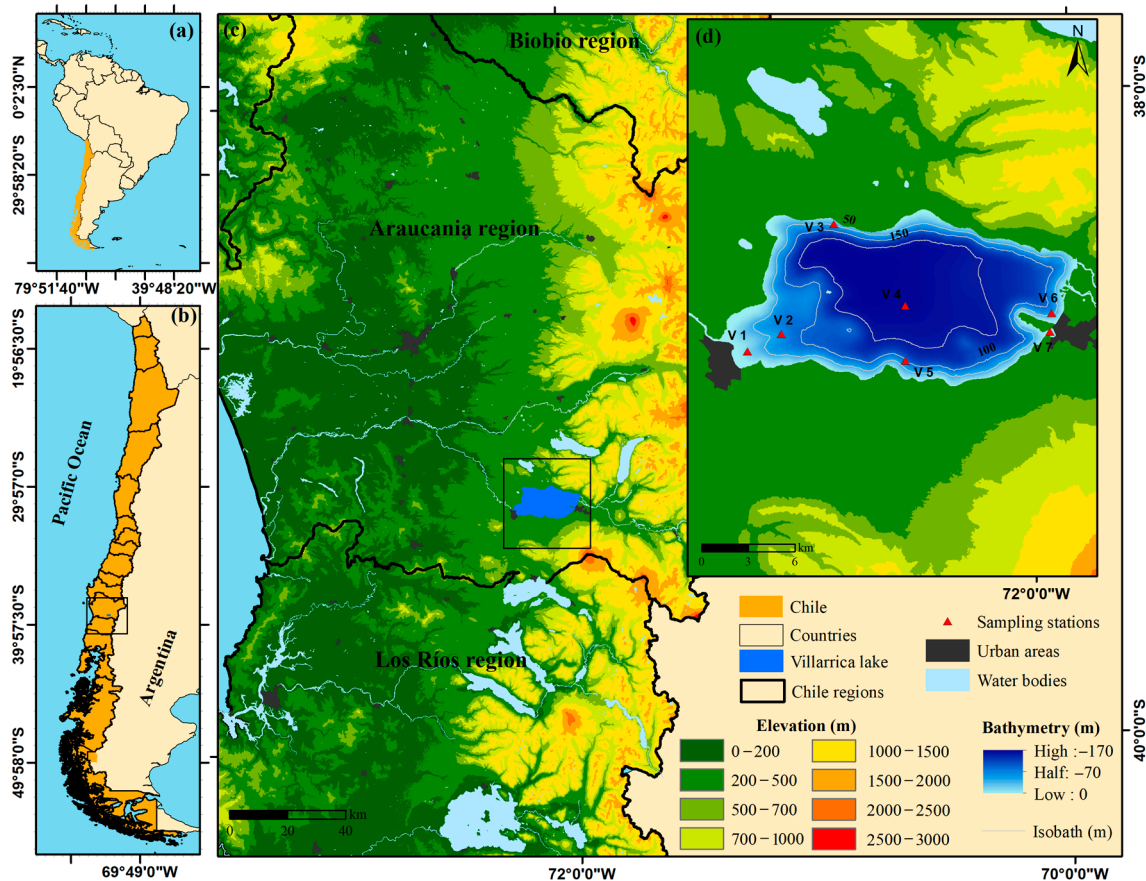 (a)
0°2'30"N
29°58'20"S
79°51'40"W
39°48'20"W
(b)
19°56'30"S
29°57'0"S
39°57'30"S
49°58'0"S
69°49'0"W
Pacific Ocean
Argentina
(c)
Biobio region
Araucania region
Los Ríos region
0 20 40 km
72°0'0"W
70°0'0"W
38°0'0"S
40°0'0"S
(d)
N
50
150
100
V 1
V 2
V 3
V 4
V 5
V 6
V 7
0 3 6 km
72°0'0"W
Chile
Countries
Villarrica lake
Chile regions
Sampling stations
Urban areas
Water bodies
Elevation (m)
0−200
200−500
500−700
700−1000
1000−1500
1500−2000
2000−2500
2500−3000
Bathymetry (m)
High :−170
Half: −70
Low : 0
Isobath (m)